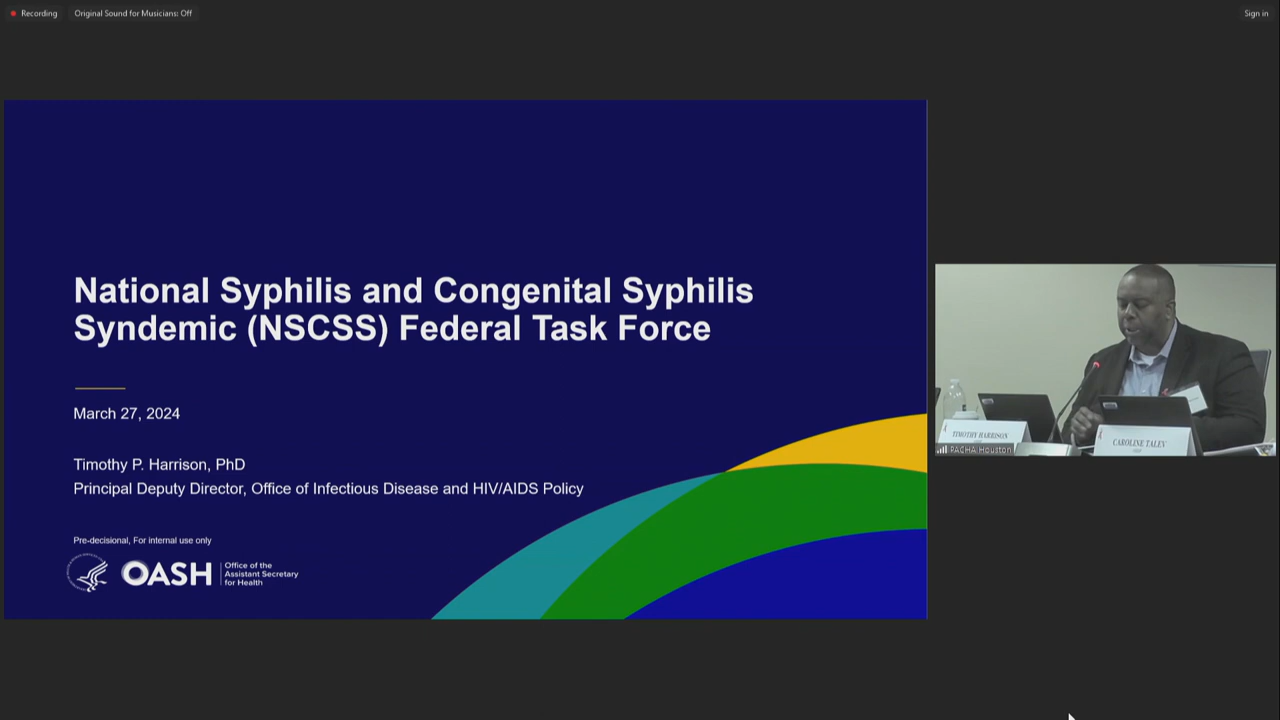 Recording
Original Sound for Musicians: Off
Sign in
National Syphilis and Congenital Syphilis
Syndemic (NSCSS) Federal Task Force
March 27, 2024
Timothy P. Harrison, PhD
Principal Deputy Director, Office of Infectious Disease and HIV/AIDS Policy
Pre-decisional, For internal use only
OASH
Office of the
Assistant Secretary
for Health
TIMOTHY HARRISON
CAROLINE TALEV
PACHA Houston